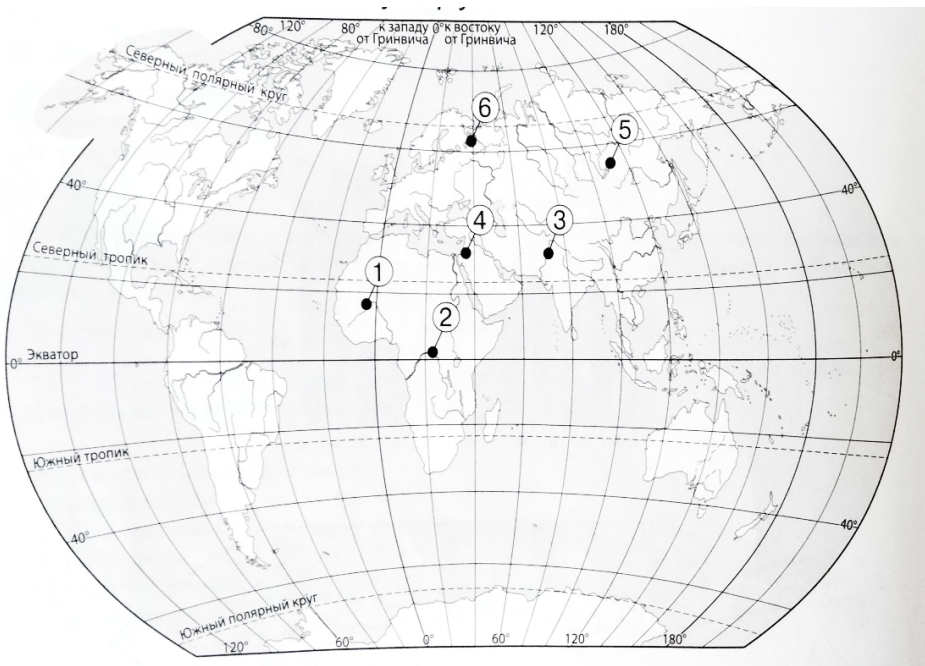 80° 120° 80° к западу 0° к востоку 120° 180°
от Гринвича от Гринвича
Северный полярный круг
6
5
40° 40°
4 3
Северный тропик
1
2
0° Экватор 0°
Южный тропик
40° 40°
Южный полярный круг
120° 60° 0° 60° 120° 180°